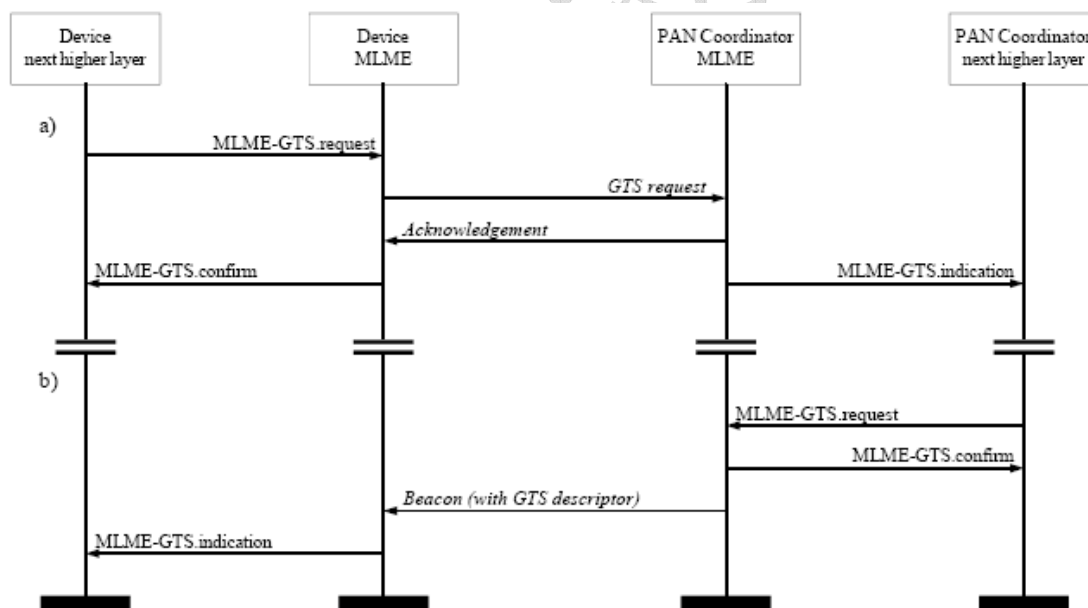 Device
next higher layer
Device
MLME
PAN Coordinator
MLME
PAN Coordinator
next higher layer
a)
MLME-GTS.request
GTS request
Acknowledgement
MLME-GTS.confirm
MLME-GTS.indication
b)
MLME-GTS.request
MLME-GTS.confirm
Beacon (with GTS descriptor)
MLME-GTS.indication